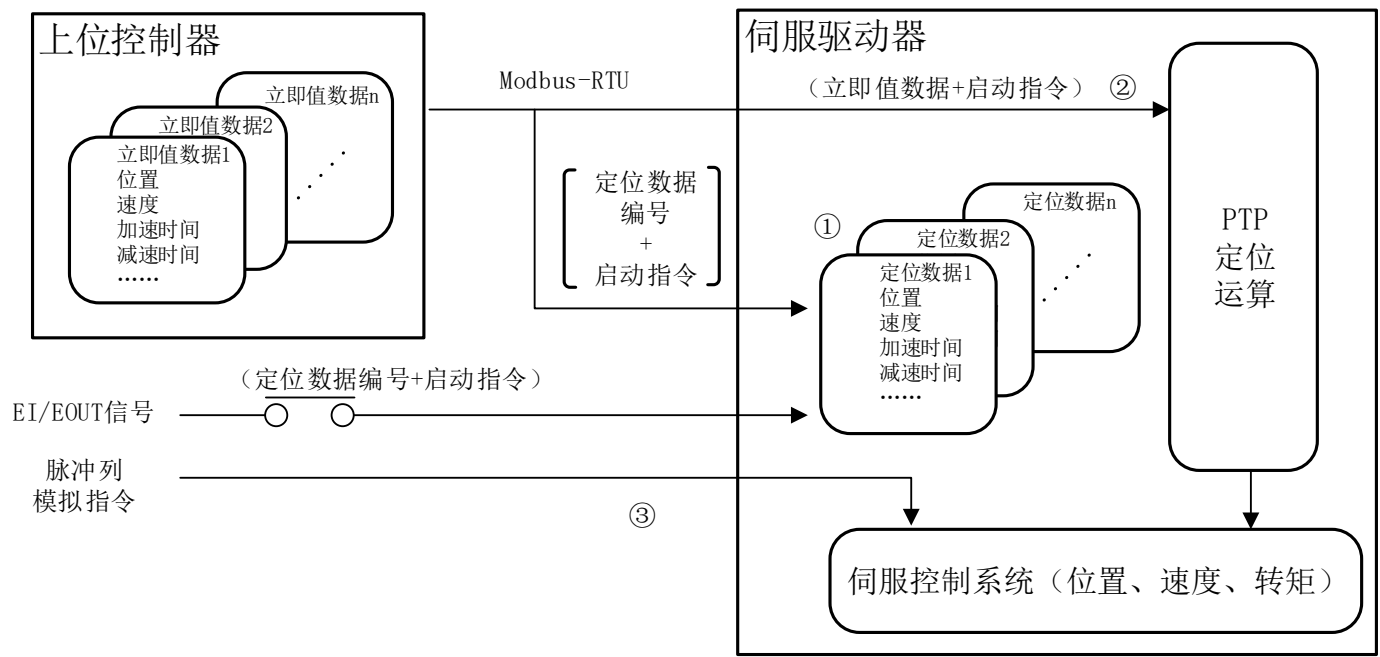 上位控制器
立即值数据n
立即值数据2
立即值数据1
位置
速度
加速时间
减速时间
……
Modbus-RTU
定位数据
编号
+
启动指令
(定位数据编号+启动指令)
EI/EOUT信号
脉冲列
模拟指令
③
伺服驱动器
(立即值数据+启动指令) ②
①
定位数据n
定位数据2
定位数据1
位置
速度
加速时间
减速时间
……
PTP
定位
运算
伺服控制系统(位置、速度、转矩)